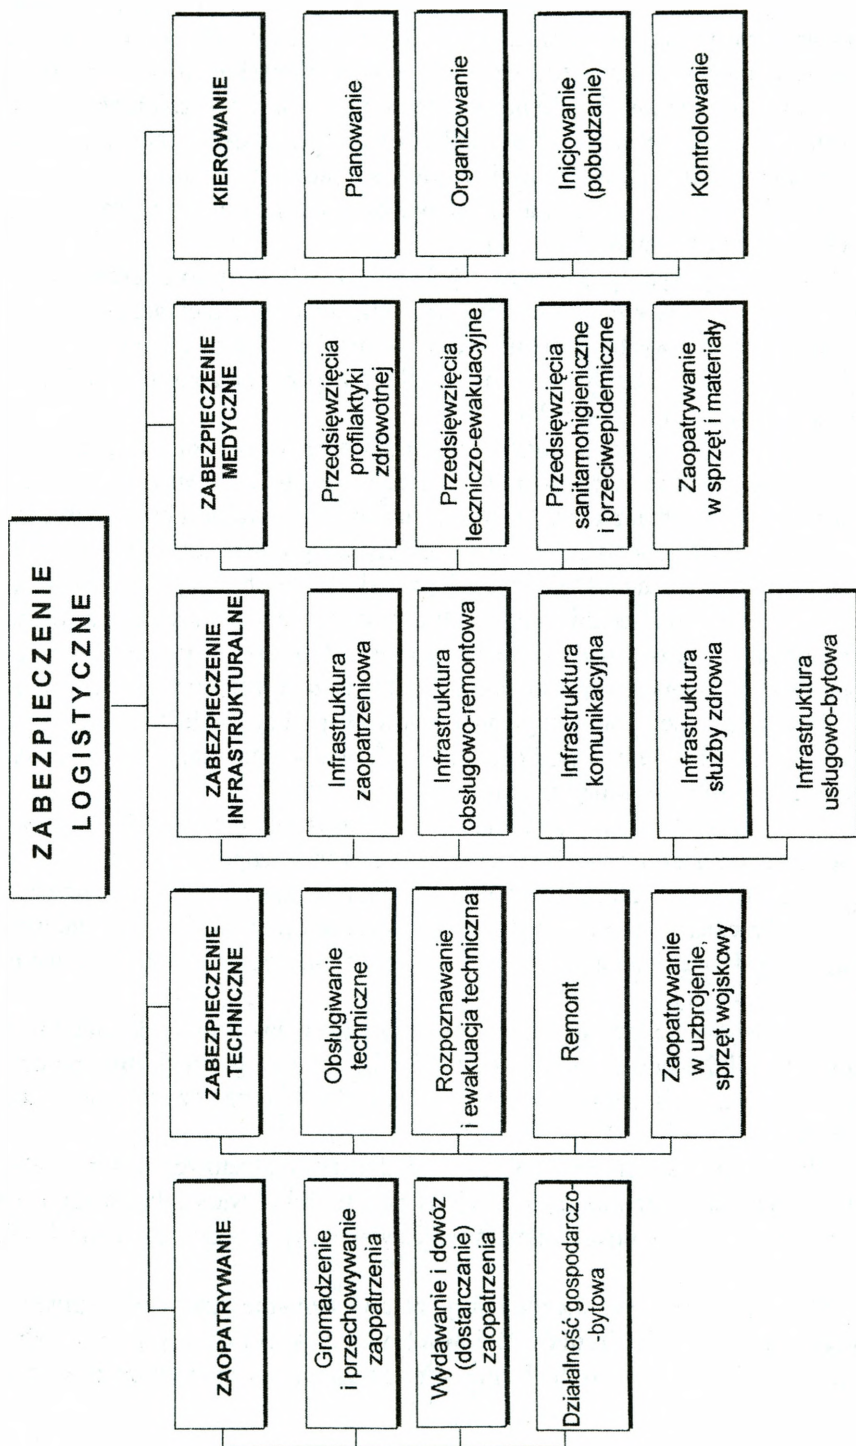 ZABEZPIECZENIE
LOGISTYCZNE
ZAOPATRYWANIE
Gromadzenie
i przechowywanie
zaopatrzenia
Wydawanie i dowóz
(dostarczanie)
zaopatrzenia
Działalność gospodarczo-
-bytowa
ZABEZPIECZENIE
TECHNICZNE
Obsługiwanie
techniczne
Rozpoznawanie
i ewakuacja techniczna
Remont
Zaopatrywanie
w uzbrojenie,
sprzęt wojskowy
ZABEZPIECZENIE
INFRASTRUKTURALNE
Infrastruktura
zaopatrzeniowa
Infrastruktura
obsługowo-remontowa
Infrastruktura
komunikacyjna
Infrastruktura
służby zdrowia
Infrastruktura
usługowo-bytowa
ZABEZPIECZENIE
MEDYCZNE
Przedsięwzięcia
profilaktyki
zdrowotnej
Przedsięwzięcia
leczniczo-ewakuacyjne
Przedsięwzięcia
sanitarnohigieniczne
i przeciwepidemiczne
Zaopatrywanie
w sprzęt i materiały
KIEROWANIE
Planowanie
Organizowanie
Inicjowanie
(pobudzanie)
Kontrolowanie